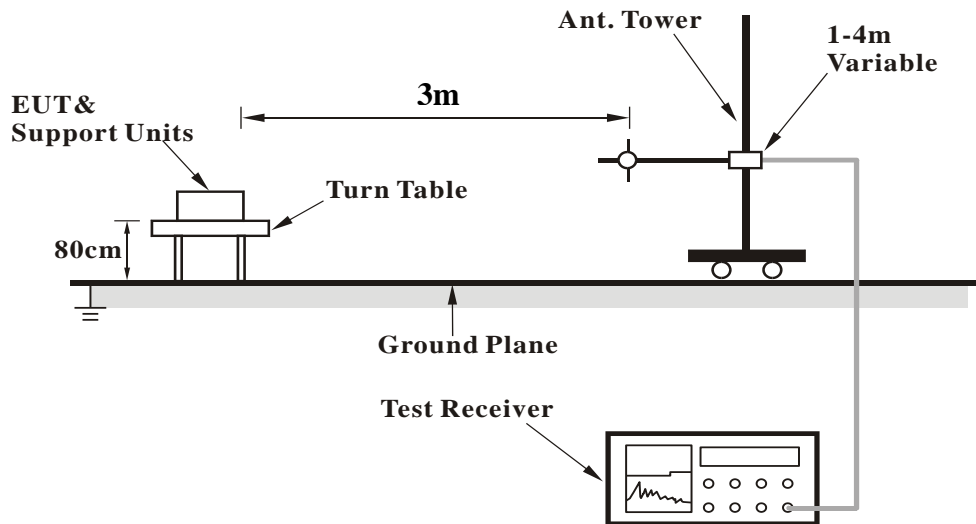 Ant. Tower
1-4m
Variable
3m
EUT&
Support Units
Turn Table
80cm
Ground Plane
Test Receiver